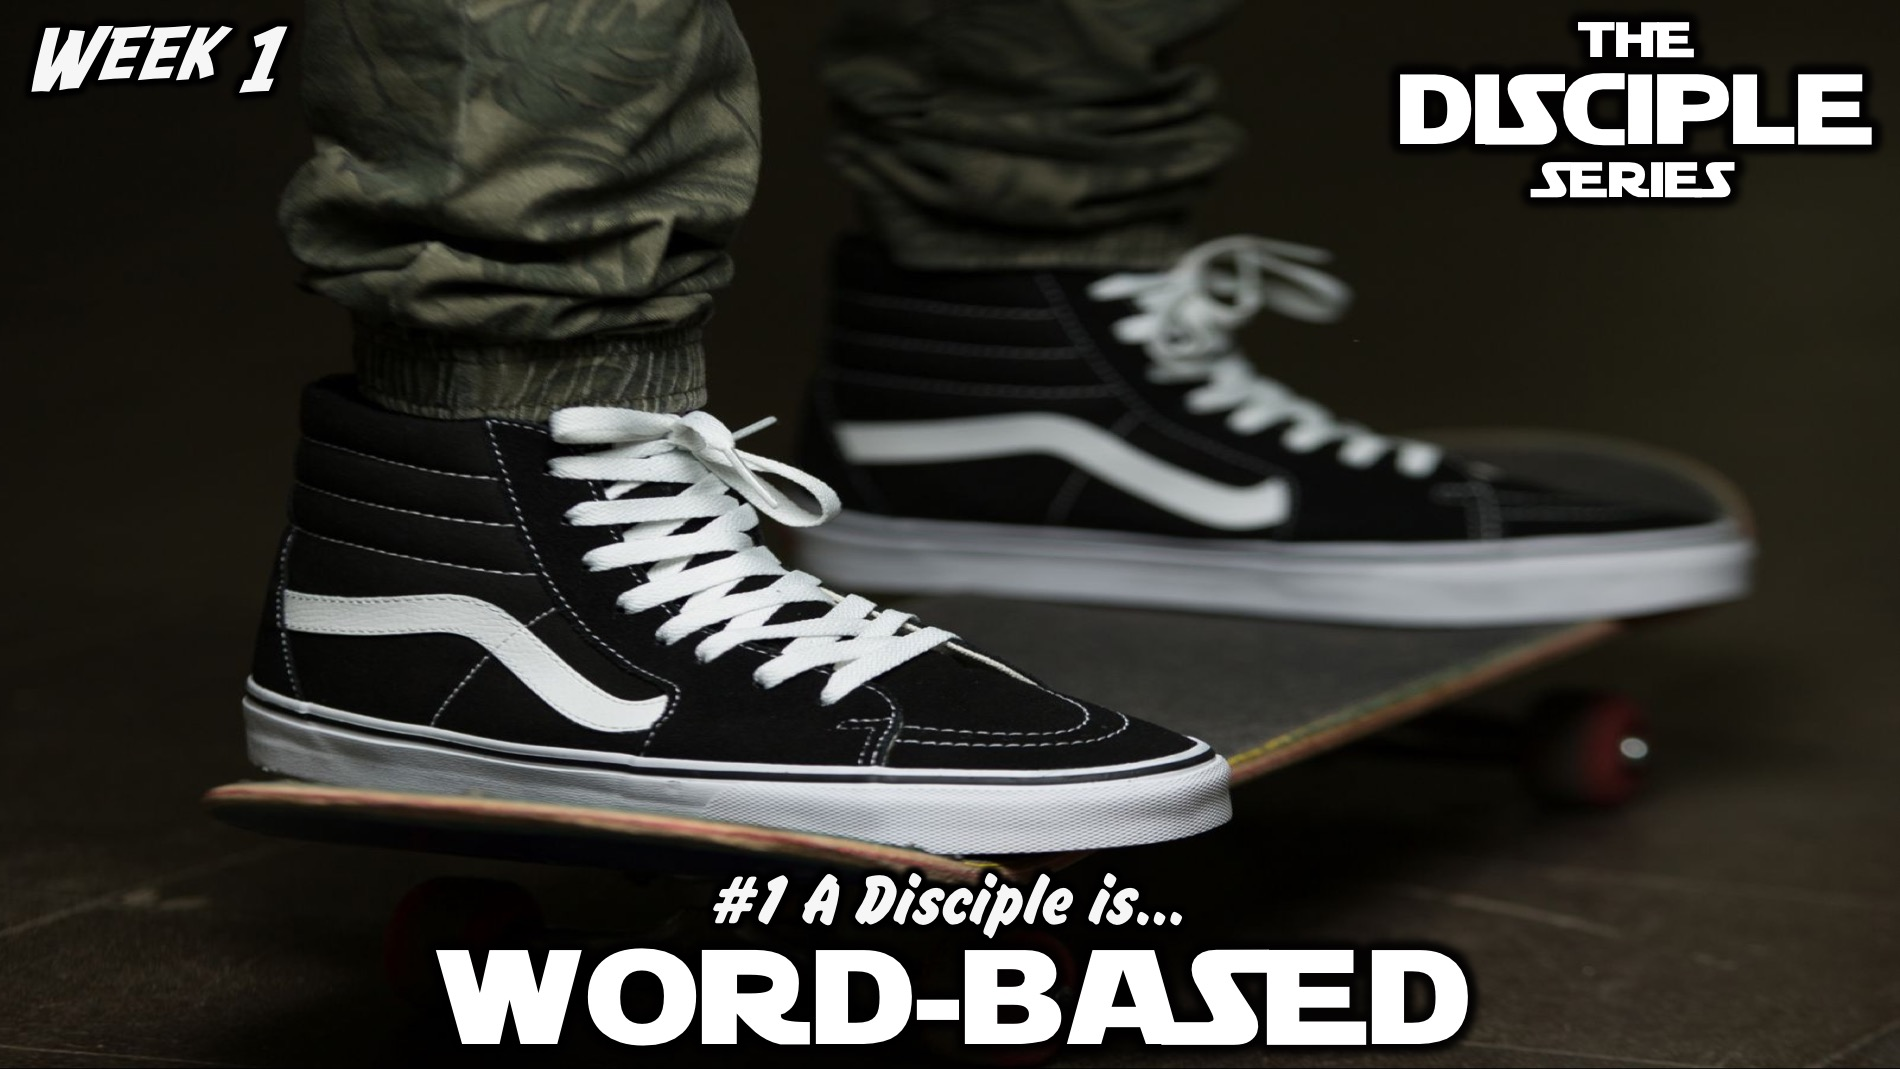 WEEK 1
THE
DISCIPLE
SERIES
#1 A Disciple is...
WORD-BASED